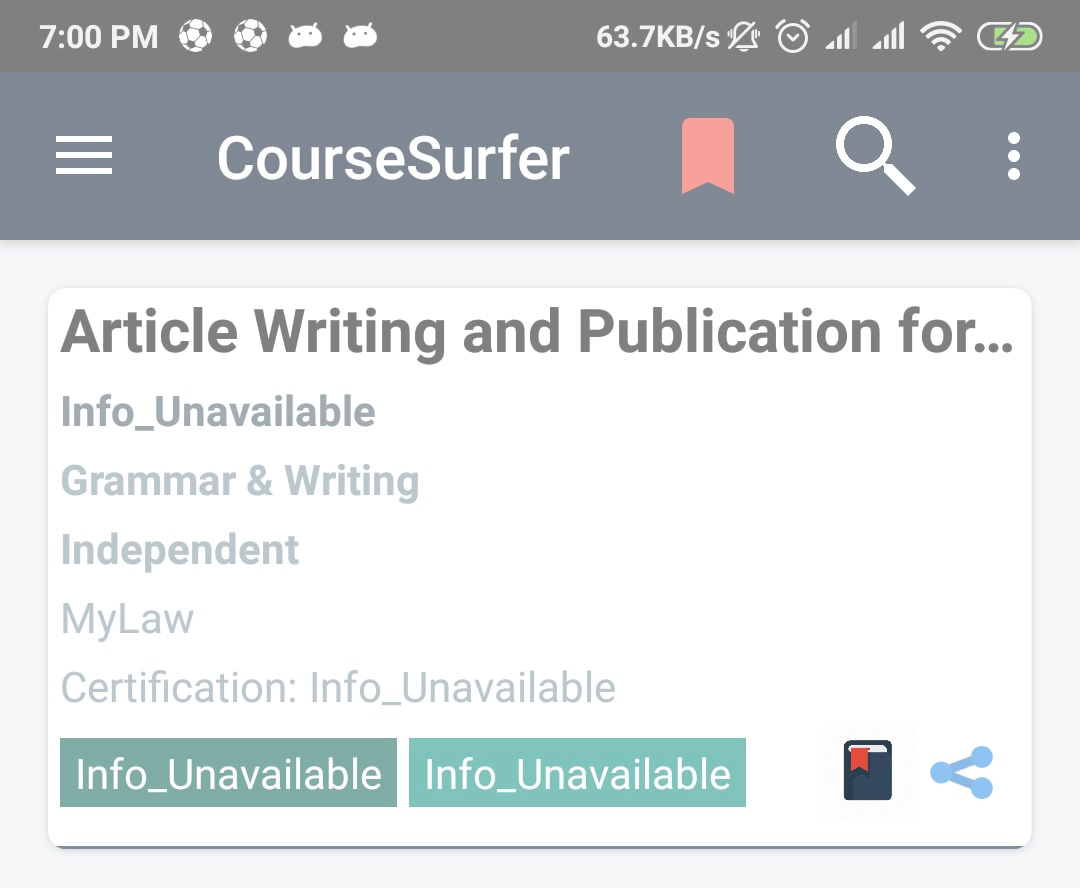 7:00 PM 63.7KB/s
CourseSurfer
Article Writing and Publication for...
Info_Unavailable
Grammar & Writing
Independent
MyLaw
Certification: Info_Unavailable
Info_Unavailable Info_Unavailable